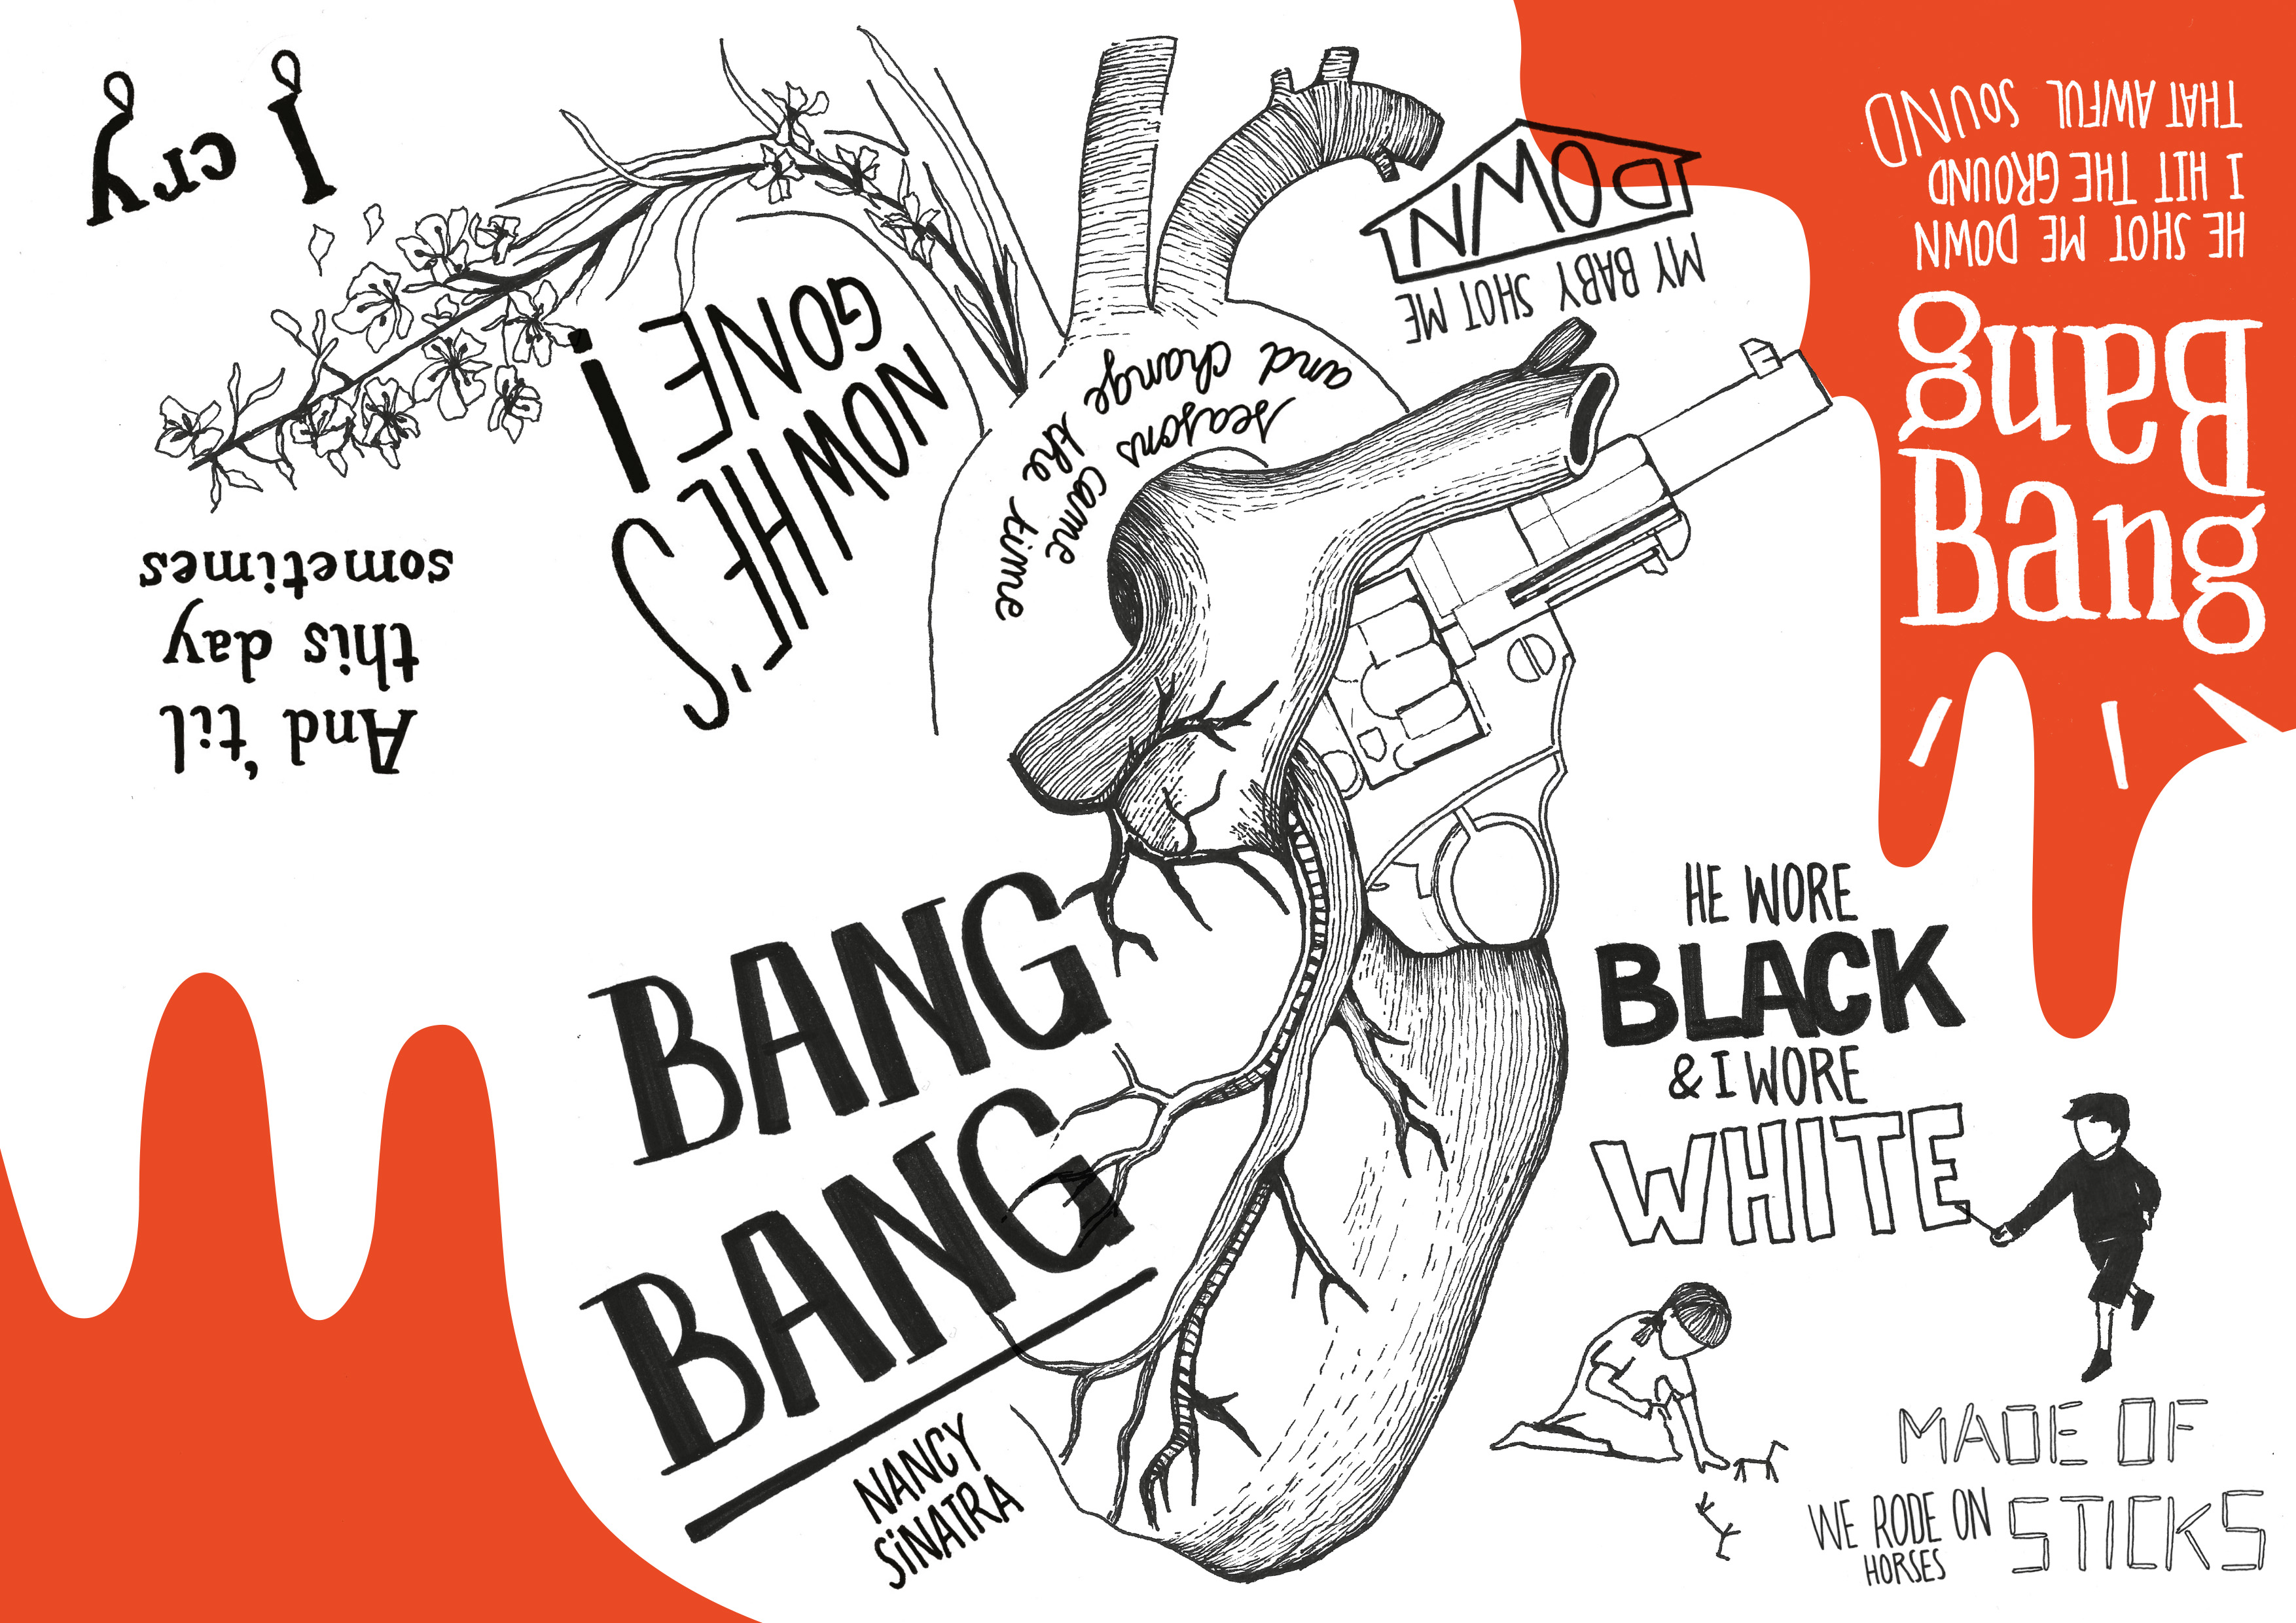 BANG
BANG
NANCY
SINATRA
WE RODE ON
HORSES
MADE OF
STICKS
HE WORE
BLACK
& I WORE
WHITE
Bang
Bang
HE SHOT ME DOWN
I HIT THE GROUND
THAT AWFUL SOUND
MY BABY SHOT ME
DOWN
seasons came
and change the time
NOW HE'S
GONE!
And 'til
this day
sometimes
I cry